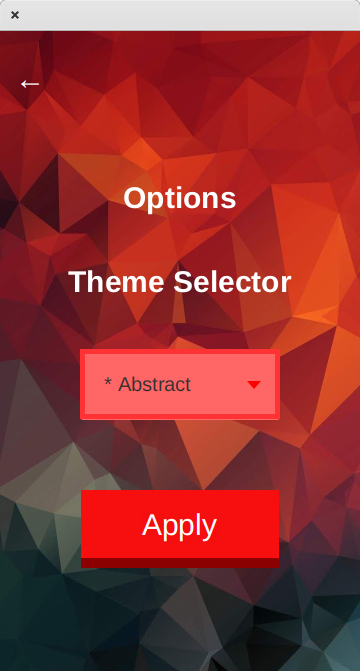 ×
←
Options
Theme Selector
* Abstract
Apply